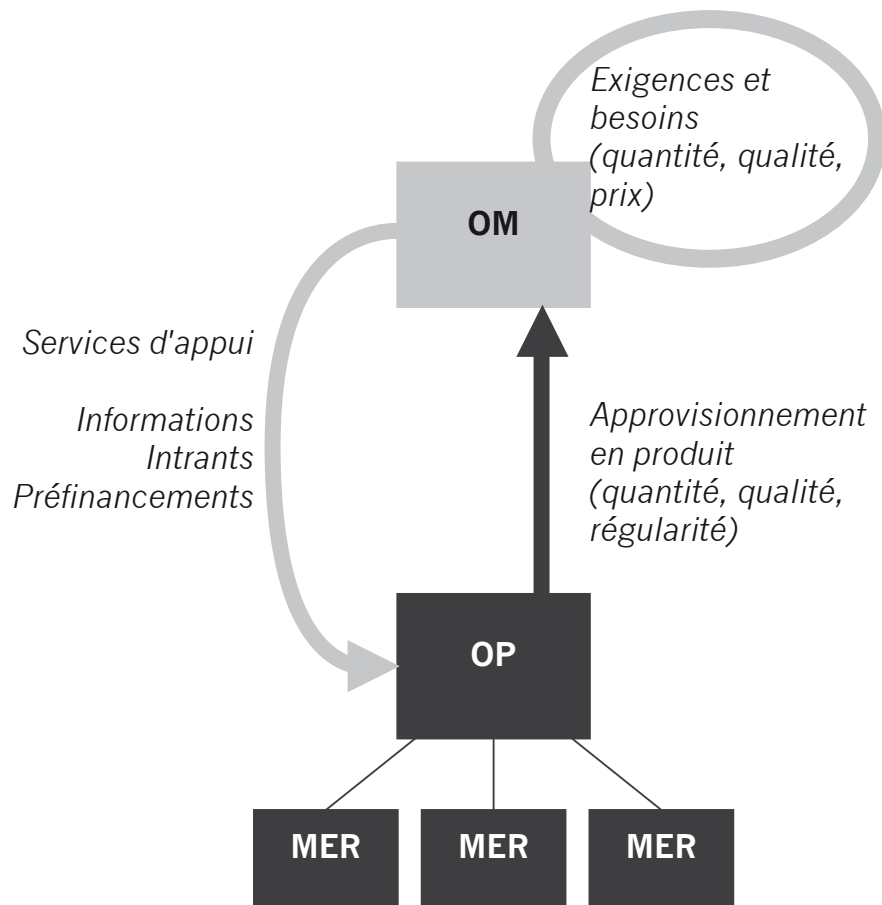 Exigences et
besoins
(quantité, qualité,
prix)
OM
Services d'appui
Informations
Intrants
Préfinancements
Approvisionnement
en produit
(quantité, qualité,
régularité)
OP
MER
MER
MER